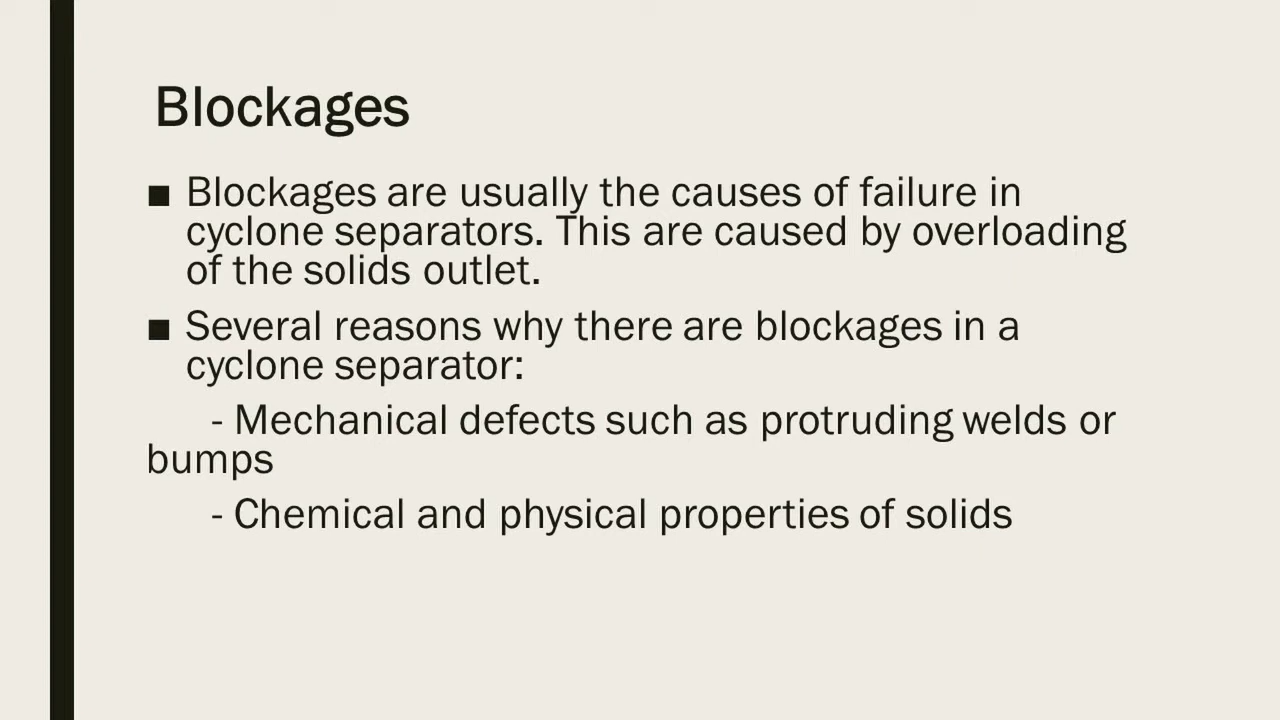 Blockages
■ Blockages are usually the causes of failure in
cyclone separators. This are caused by overloading
of the solids outlet.
■ Several reasons why there are blockages in a
cyclone separator:
- Mechanical defects such as protruding welds or
bumps
- Chemical and physical properties of solids